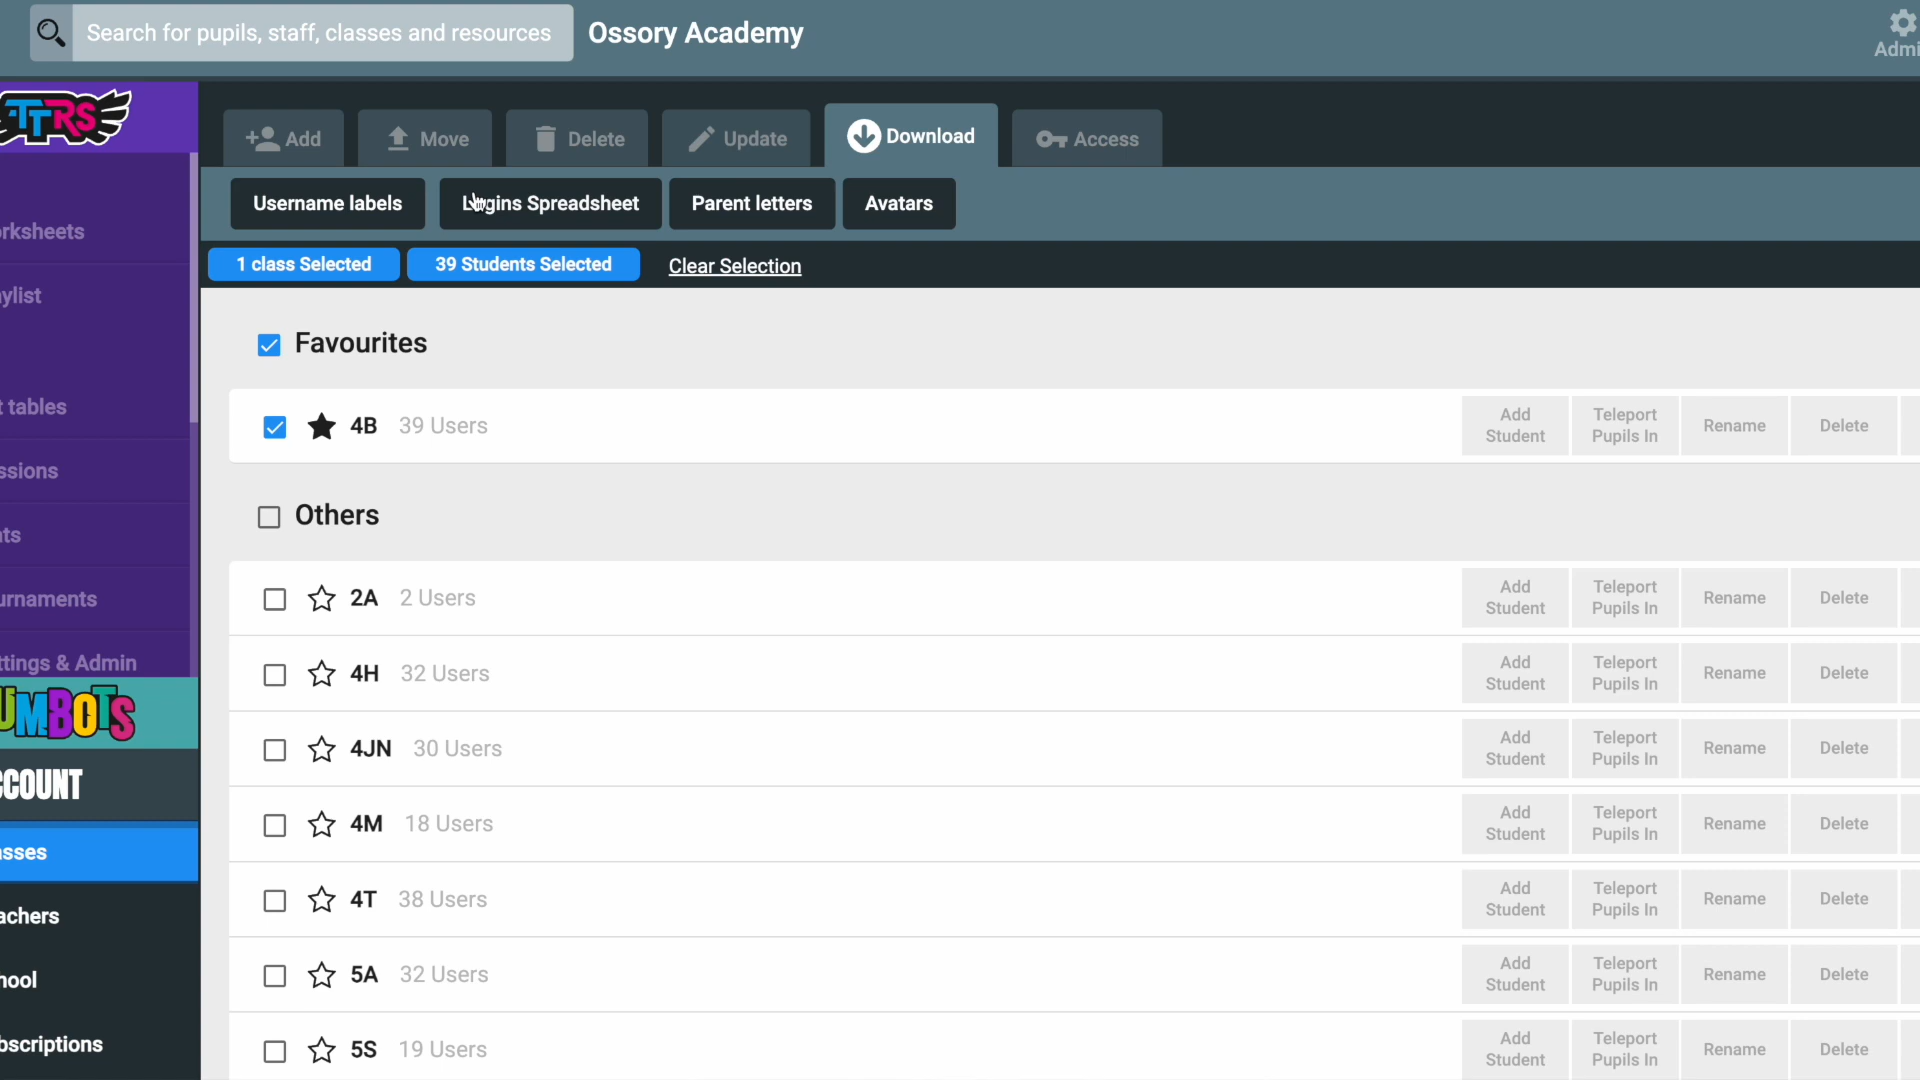 Search for pupils, staff, classes and resources
Ossory Academy
Admi
TTRS
Add
Move
Delete
Update
Download
Access
Username labels
Logins Spreadsheet
Parent letters
Avatars
1 class Selected
39 Students Selected
Clear Selection
rksheets
ylist
t tables
ssions
nts
urnaments
ttings & Admin
UMBOTS
CCOUNT
asses
achers
hool
bscriptions
Favourites
4B 39 Users
Add Student
Teleport Pupils In
Rename
Delete
Others
2A 2 Users
Add Student
Teleport Pupils In
Rename
Delete
4H 32 Users
Add Student
Teleport Pupils In
Rename
Delete
4JN 30 Users
Add Student
Teleport Pupils In
Rename
Delete
4M 18 Users
Add Student
Teleport Pupils In
Rename
Delete
4T 38 Users
Add Student
Teleport Pupils In
Rename
Delete
5A 32 Users
Add Student
Teleport Pupils In
Rename
Delete
5S 19 Users
Add Student
Teleport Pupils In
Rename
Delete